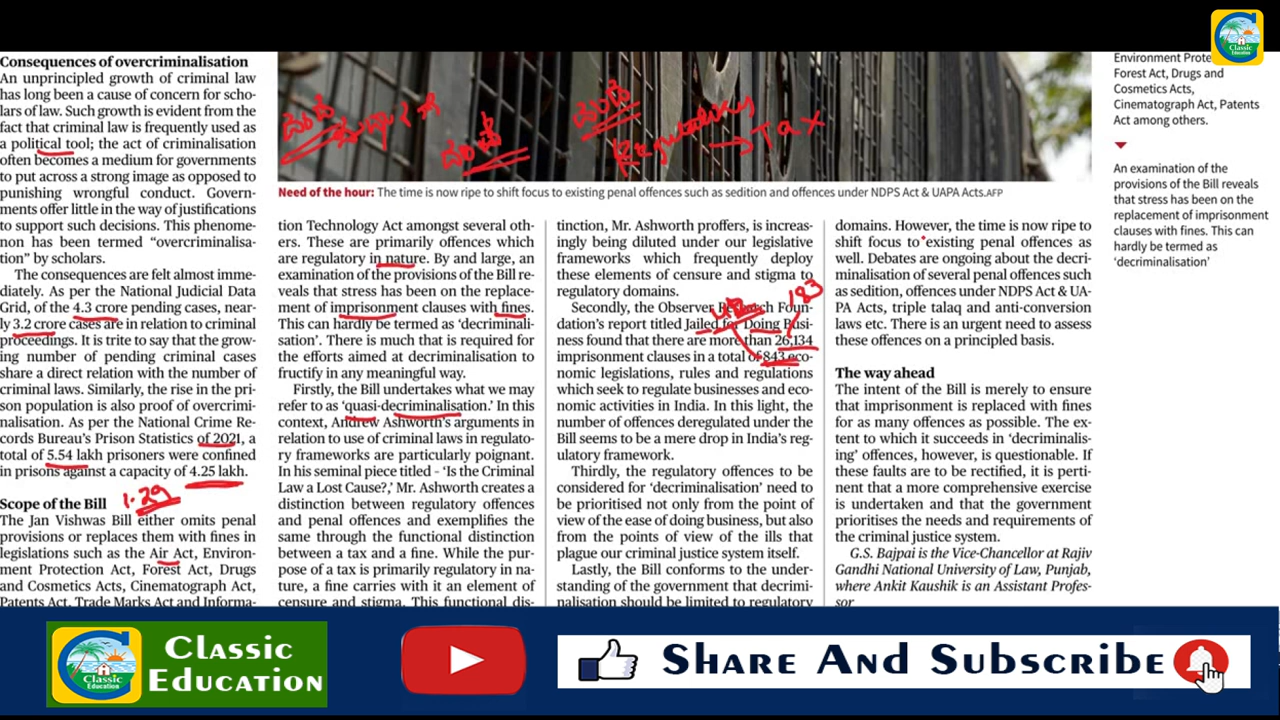 Classic
Education
Consequences of overcriminalisation
An unprincipled growth of criminal law
has long been a cause of concern for scho-
lars of law. Such growth is evident from the
fact that criminal law is frequently used as
a political tool; the act of criminalisation
often becomes a medium for governments
to put across a strong image as opposed to
punishing wrongful conduct. Govern-
ments offer little in the way of justifications
to support such decisions. This phenome-
non has been termed “overcriminalisa-
tion” by scholars.
The consequences are felt almost imme-
diately. As per the National Judicial Data
Grid, of the 4.3 crore pending cases, near-
ly 3.2 crore cases are in relation to criminal
proceedings. It is trite to say that the grow-
ing number of pending criminal cases
share a direct relation with the number of
criminal laws. Similarly, the rise in the pri-
son population is also proof of overcrimi-
nalisation. As per the National Crime Re-
cords Bureau’s Prison Statistics of 2021, a
total of 5.54 lakh prisoners were confined
in prisons against a capacity of 4.25 lakh.
1.29
Scope of the Bill
The Jan Vishwas Bill either omits penal
provisions or replaces them with fines in
legislations such as the Air Act, Environ-
ment Protection Act, Forest Act, Drugs
and Cosmetics Acts, Cinematograph Act,
Patents Act, Trade Marks Act and Informa-
Regulatory
→ Tax
Need of the hour: The time is now ripe to shift focus to existing penal offences such as sedition and offences under NDPS Act & UAPA Acts. AFP
tion Technology Act amongst several oth-
ers. These are primarily offences which
are regulatory in nature. By and large, an
examination of the provisions of the Bill re-
veals that stress has been on the replace-
ment of imprisonment clauses with fines.
This can hardly be termed as ‘decriminali-
sation’. There is much that is required for
the efforts aimed at decriminalisation to
fructify in any meaningful way.
Firstly, the Bill undertakes what we may
refer to as ‘quasi-decriminalisation.’ In this
context, Andrew Ashworth’s arguments in
relation to use of criminal laws in regulato-
ry frameworks are particularly poignant.
In his seminal piece titled - ‘Is the Criminal
Law a Lost Cause?,’ Mr. Ashworth creates a
distinction between regulatory offences
and penal offences and exemplifies the
same through the functional distinction
between a tax and a fine. While the pur-
pose of a tax is primarily regulatory in na-
ture, a fine carries with it an element of
censure and stigma. This functional dis-
tinction, Mr. Ashworth proffers, is increas-
ingly being diluted under our legislative
frameworks which frequently deploy
these elements of censure and stigma to
regulatory domains.
183
Secondly, the Observer Research Foun-
dation’s report titled Jailed for Doing Busi-
ness found that there are more than 26,134
imprisonment clauses in a total of 843 eco-
nomic legislations, rules and regulations
which seek to regulate businesses and eco-
nomic activities in India. In this light, the
number of offences deregulated under the
Bill seems to be a mere drop in India’s reg-
ulatory framework.
Thirdly, the regulatory offences to be
considered for ‘decriminalisation’ need to
be prioritised not only from the point of
view of the ease of doing business, but also
from the points of view of the ills that
plague our criminal justice system itself.
Lastly, the Bill conforms to the under-
standing of the government that decrimi-
nalisation should be limited to regulatory
domains. However, the time is now ripe to
shift focus to existing penal offences as
well. Debates are ongoing about the decri-
minalisation of several penal offences such
as sedition, offences under NDPS Act & UA-
PA Acts, triple talaq and anti-conversion
laws etc. There is an urgent need to assess
these offences on a principled basis.
The way ahead
The intent of the Bill is merely to ensure
that imprisonment is replaced with fines
for as many offences as possible. The ex-
tent to which it succeeds in ‘decriminalis-
ing’ offences, however, is questionable. If
these faults are to be rectified, it is perti-
nent that a more comprehensive exercise
is undertaken and that the government
prioritises the needs and requirements of
the criminal justice system.
G.S. Bajpai is the Vice-Chancellor at Rajiv
Gandhi National University of Law, Punjab,
where Ankit Kaushik is an Assistant Profes-
sor
Environment Prote
Forest Act, Drugs and
Cosmetics Acts,
Cinematograph Act, Patents
Act among others.
An examination of the
provisions of the Bill reveals
that stress has been on the
replacement of imprisonment
clauses with fines. This can
hardly be termed as
‘decriminalisation’
Classic
Education
Classic
Education
Share And Subscribe